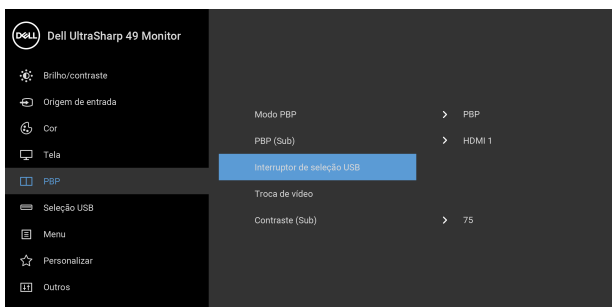 DELL Dell UltraSharp 49 Monitor
Brilho/contraste
Origem de entrada
Cor
Tela
PBP
Seleção USB
Menu
Personalizar
Outros
Modo PBP PBP
PBP (Sub) HDMI 1
Interruptor de seleção USB
Troca de vídeo
Contraste (Sub) 75